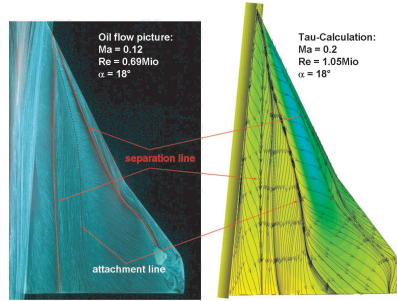 Oil flow picture:
Ma = 0.12
Re = 0.69Mio
α = 18°
Tau-Calculation:
Ma = 0.2
Re = 1.05Mio
α = 18°
separation line
attachment line